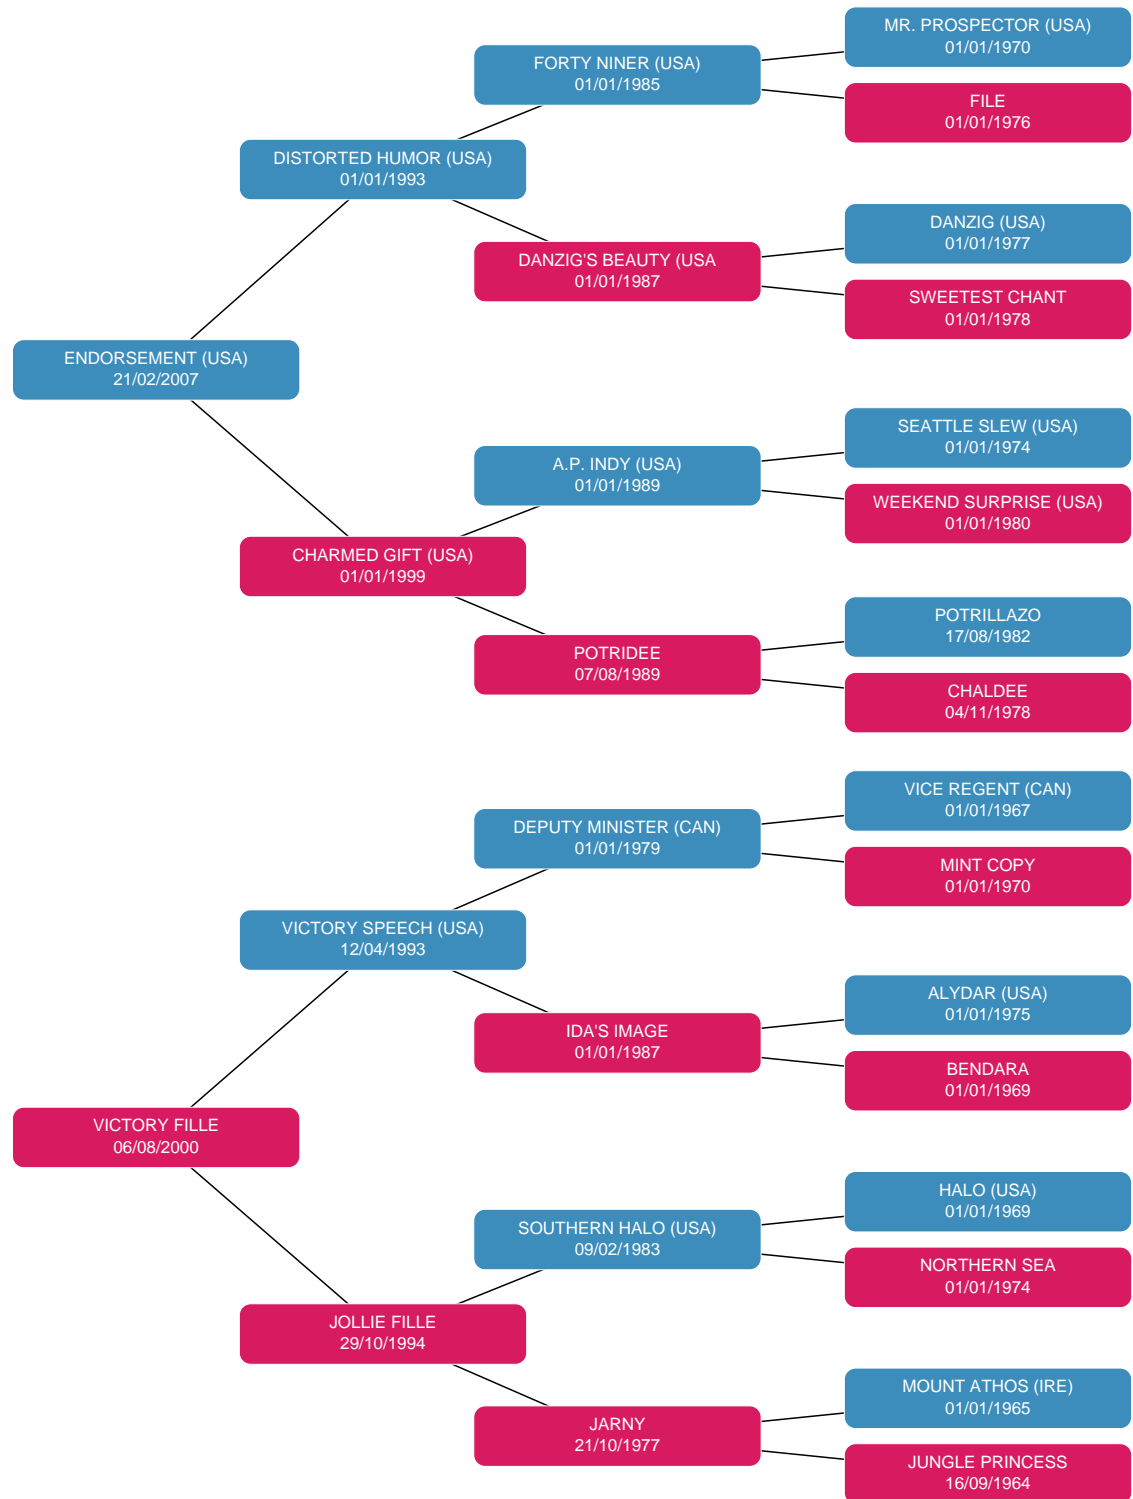 MR. PROSPECTOR (USA)
01/01/1970
FORTY NINER (USA)
01/01/1985
FILE
01/01/1976
DISTORTED HUMOR (USA)
01/01/1993
DANZIG (USA)
01/01/1977
DANZIG'S BEAUTY (USA
01/01/1987
SWEETEST CHANT
01/01/1978
ENDORSEMENT (USA)
21/02/2007
SEATTLE SLEW (USA)
01/01/1974
A.P. INDY (USA)
01/01/1989
WEEKEND SURPRISE (USA)
01/01/1980
CHARMED GIFT (USA)
01/01/1999
POTRILLAZO
17/08/1982
POTRIDEE
07/08/1989
CHALDEE
04/11/1978
VICE REGENT (CAN)
01/01/1967
DEPUTY MINISTER (CAN)
01/01/1979
MINT COPY
01/01/1970
VICTORY SPEECH (USA)
12/04/1993
ALYDAR (USA)
01/01/1975
IDA'S IMAGE
01/01/1987
BENDARA
01/01/1969
VICTORY FILLE
06/08/2000
HALO (USA)
01/01/1969
SOUTHERN HALO (USA)
09/02/1983
NORTHERN SEA
01/01/1974
JOLLIE FILLE
29/10/1994
MOUNT ATHOS (IRE)
01/01/1965
JARNY
21/10/1977
JUNGLE PRINCESS
16/09/1964